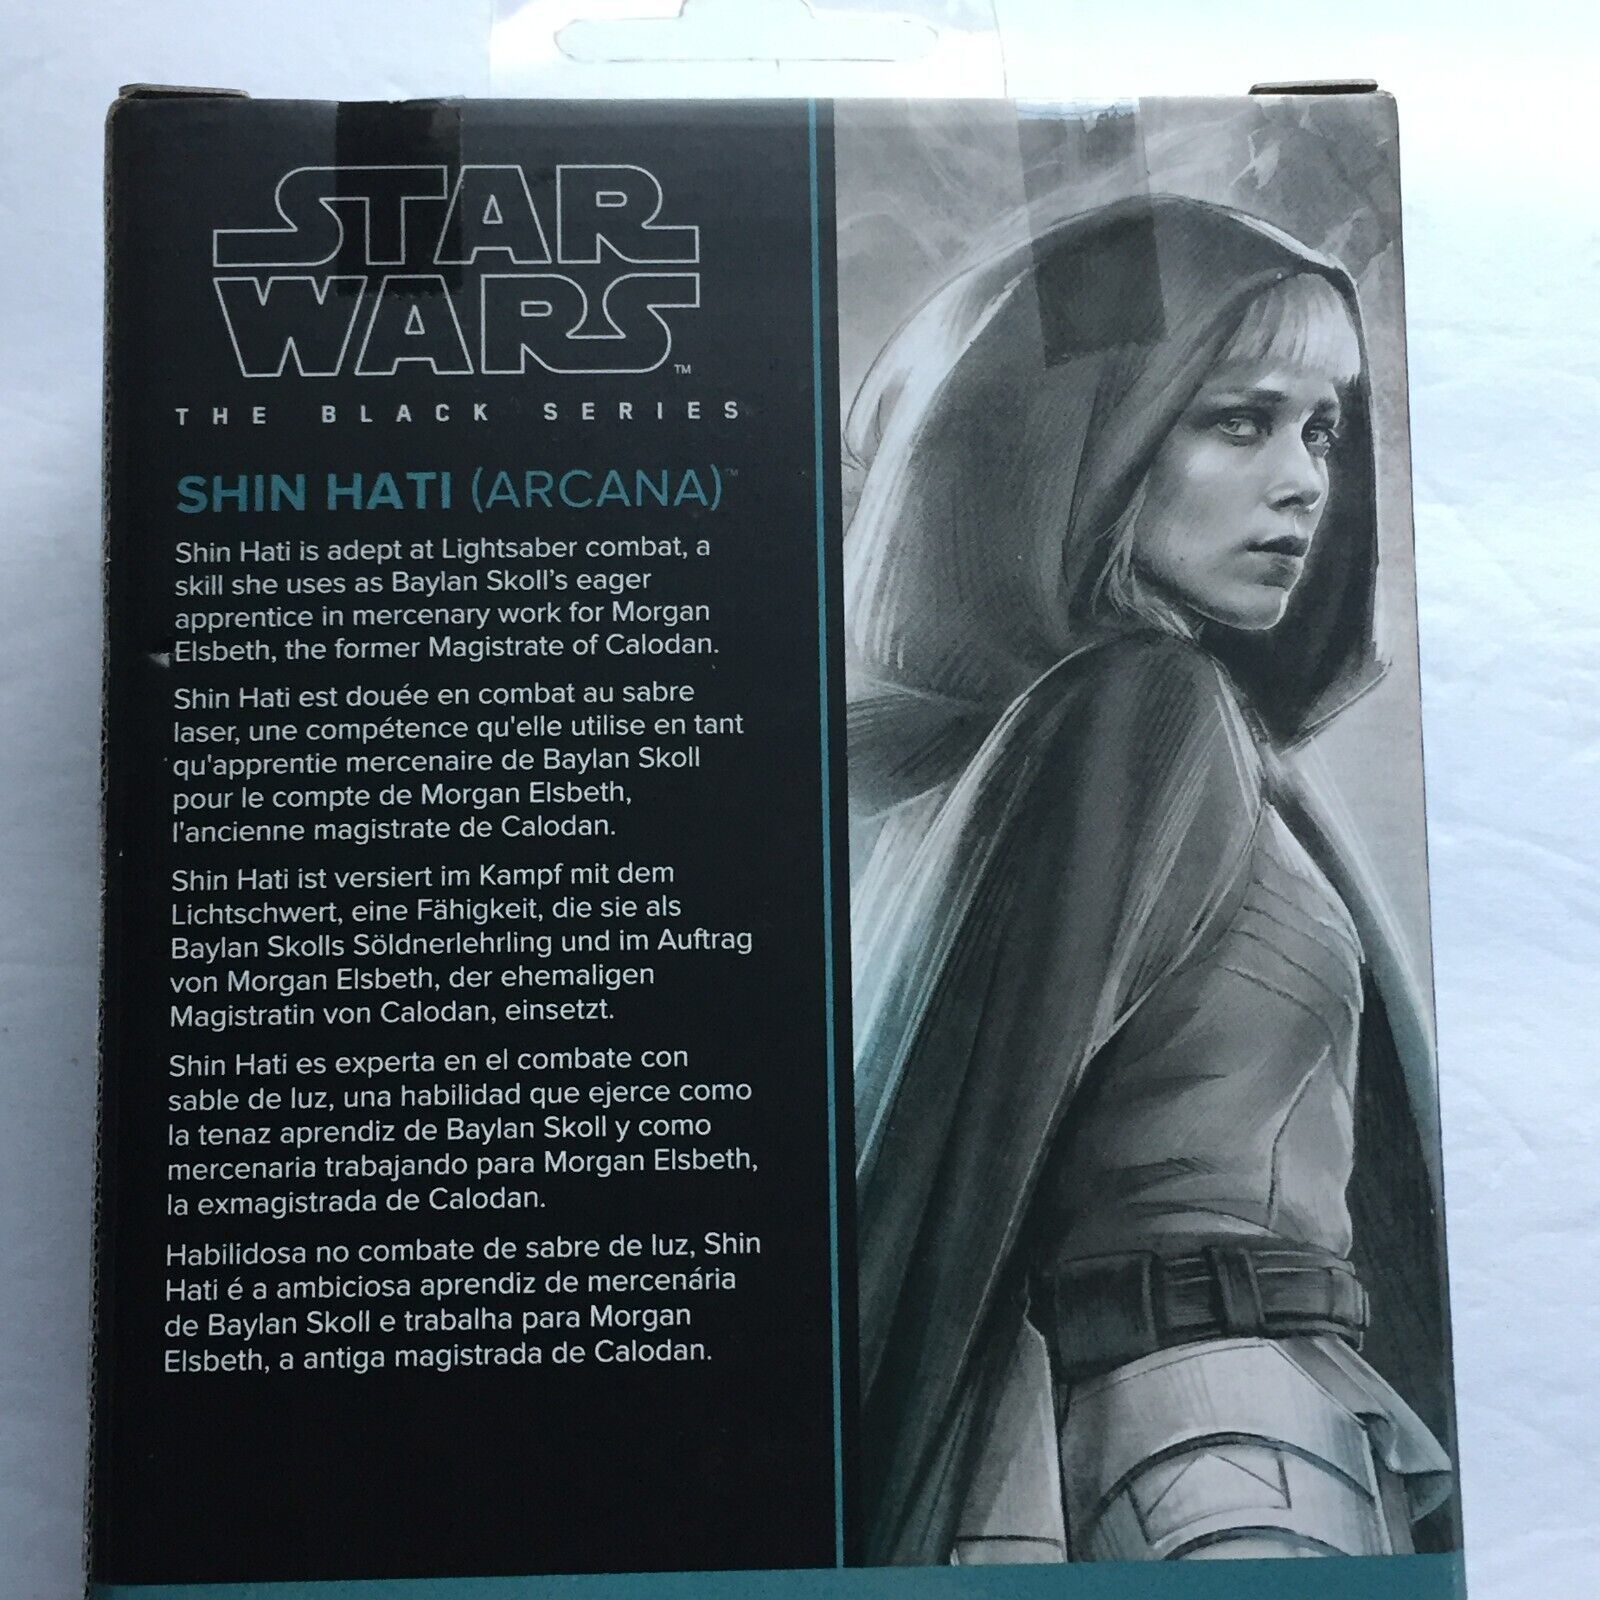 STAR
WARS™
THE BLACK SERIES
SHIN HATI (ARCANA)™
Shin Hati is adept at Lightsaber combat, a
skill she uses as Baylan Skoll's eager
apprentice in mercenary work for Morgan
Elsbeth, the former Magistrate of Calodan.
Shin Hati est douée en combat au sabre
laser, une compétence qu'elle utilise en tant
qu'apprentie mercenaire de Baylan Skoll
pour le compte de Morgan Elsbeth,
l'ancienne magistrate de Calodan.
Shin Hati ist versiert im Kampf mit dem
Lichtschwert, eine Fähigkeit, die sie als
Baylan Skolls Söldnerlehrling und im Auftrag
von Morgan Elsbeth, der ehemaligen
Magistratin von Calodan, einsetzt.
Shin Hati es experta en el combate con
sable de luz, una habilidad que ejerce como
la tenaz aprendiz de Baylan Skoll y como
mercenaria trabajando para Morgan Elsbeth,
la exmagistrada de Calodan.
Habilidosa no combate de sabre de luz, Shin
Hati é a ambiciosa aprendiz de mercenária
de Baylan Skoll e trabalha para Morgan
Elsbeth, a antiga magistrada de Calodan.